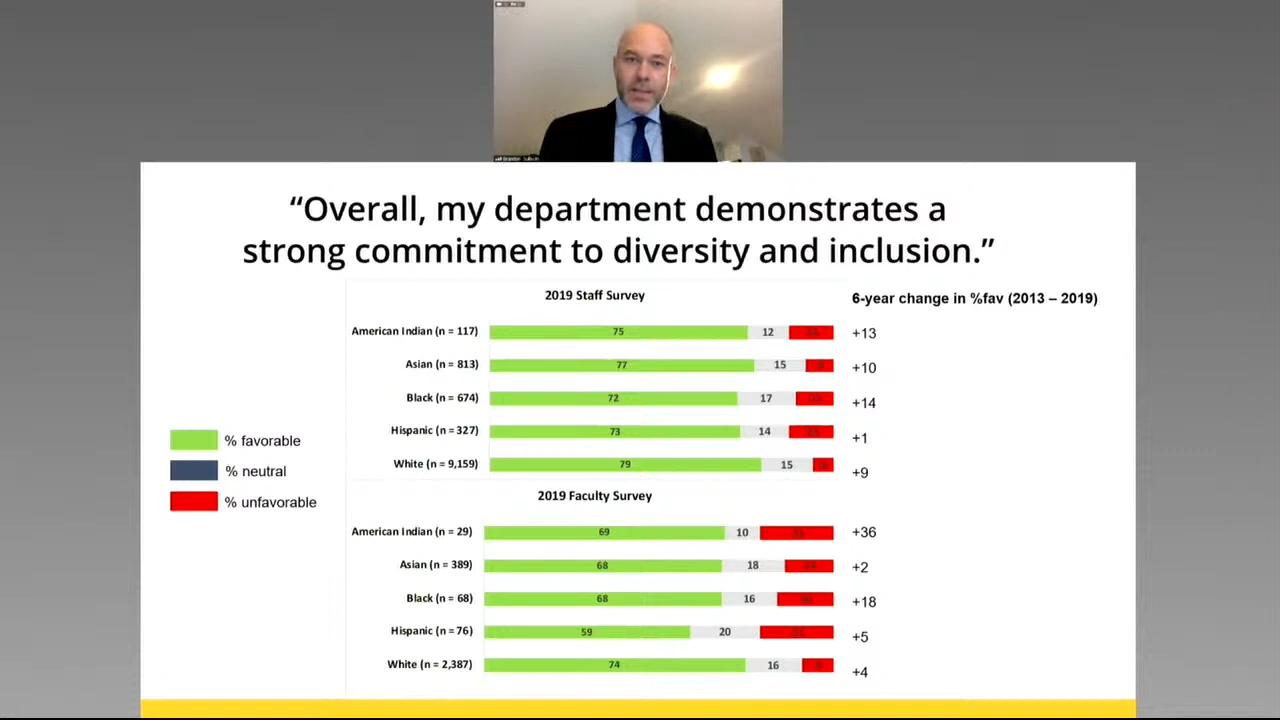 “Overall, my department demonstrates a
strong commitment to diversity and inclusion.”
2019 Staff Survey
6-year change in %fav (2013 – 2019)
American Indian (n = 117) 75 12 +13
Asian (n = 813) 77 15 +10
Black (n = 674) 72 17 +14
Hispanic (n = 327) 73 14 +1
White (n = 9,159) 79 15 +9
% favorable
% neutral
% unfavorable
2019 Faculty Survey
American Indian (n = 29) 69 10 +36
Asian (n = 389) 68 18 +2
Black (n = 68) 68 16 +18
Hispanic (n = 76) 59 20 +5
White (n = 2,387) 74 16 +4